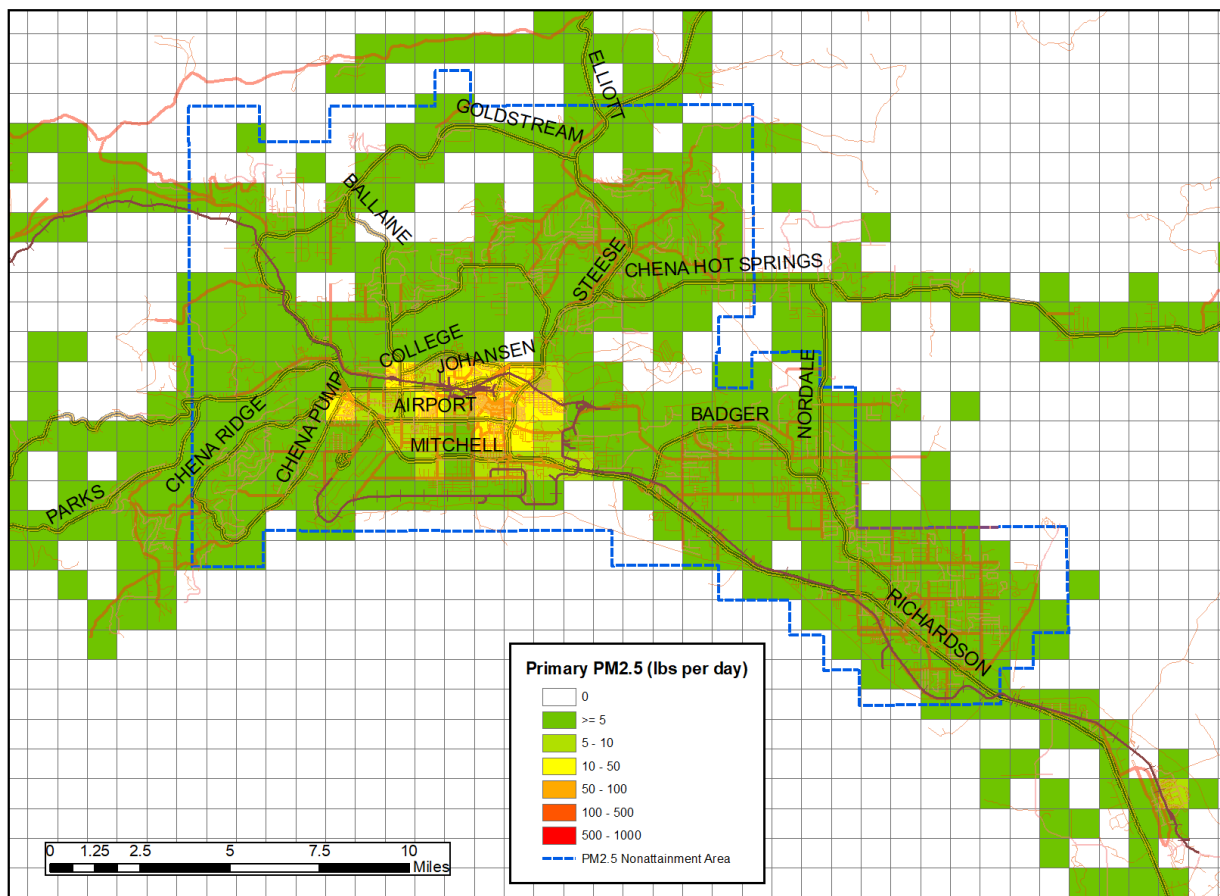 ELLIOTT
GOLDSTREAM
BALLAINE
STEESE
CHENA HOT SPRINGS
COLLEGE
JOHANSEN
NORDALE
CHENA PUMP
AIRPORT
BADGER
CHENA RIDGE
MITCHELL
PARKS
RICHARDSON
Primary PM2.5 (lbs per day)
0
>= 5
5 - 10
10 - 50
50 - 100
100 - 500
500 - 1000
PM2.5 Nonattainment Area
0 1.25 2.5 5 7.5 10
Miles